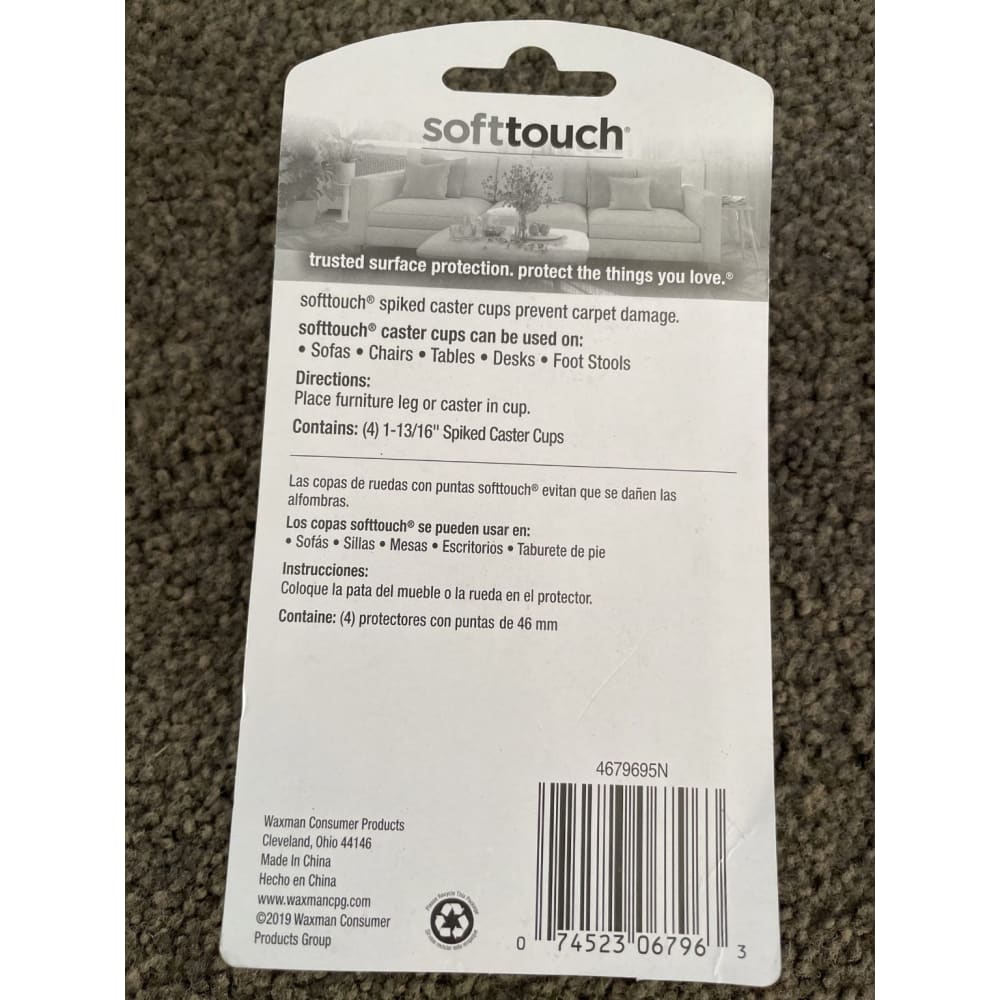 softtouch®
trusted surface protection. protect the things you love.®
softtouch® spiked caster cups prevent carpet damage.
softtouch® caster cups can be used on:
• Sofas • Chairs • Tables • Desks • Foot Stools
Directions:
Place furniture leg or caster in cup.
Contains: (4) 1-13/16" Spiked Caster Cups
Las copas de ruedas con puntas softtouch® evitan que se dañen las
alfombras.
Los copas softtouch® se pueden usar en:
• Sofás • Sillas • Mesas • Escritorios • Taburete de pie
Instrucciones:
Coloque la pata del mueble o la rueda en el protector.
Containe: (4) protectores con puntas de 46 mm
4679695N
Waxman Consumer Products
Cleveland, Ohio 44146
Made In China
Hecho en China
www.waxmancpg.com
©2019 Waxman Consumer
Products Group
Please Recycle This Package
0 74523 06796 3